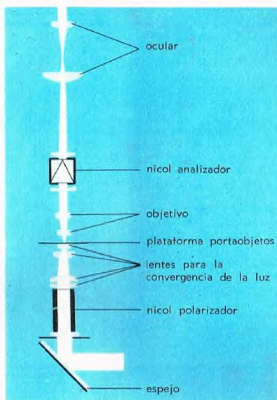 ocular
nicol analizador
objetivo
plataforma portaobjetos
lentes para la
convergencia de la luz
nicol polarizador
espejo